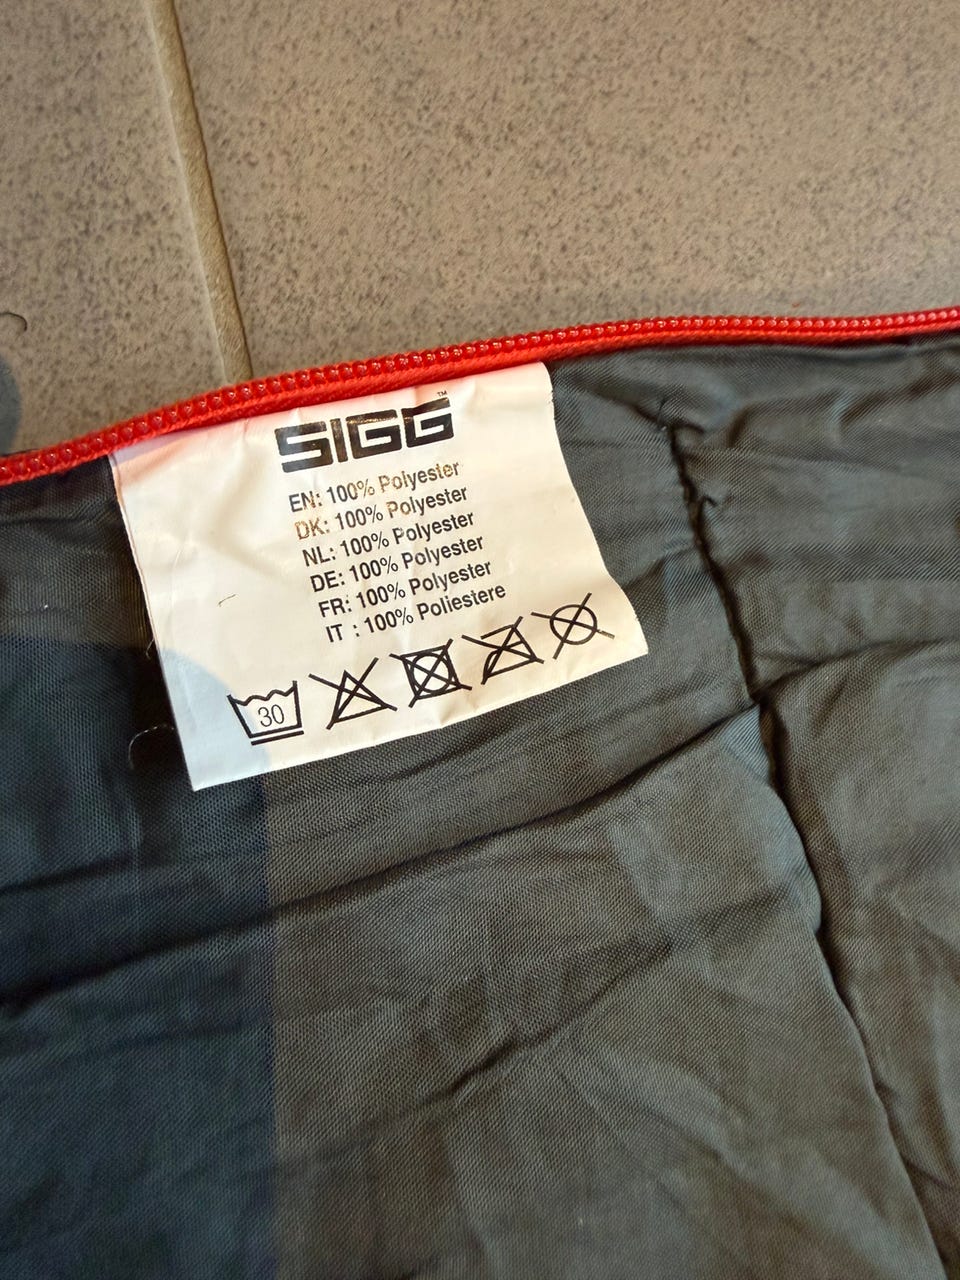 SIGG™
EN: 100% Polyester
DK: 100% Polyester
NL: 100% Polyester
DE: 100% Polyester
FR: 100% Polyester
IT : 100% Poliestere
30